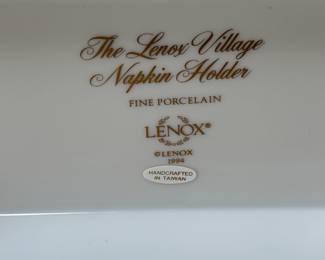 The Lenox Village
Napkin Holder
FINE PORCELAIN
LENOX®
©LENOX
1994
HANDCRAFTED
IN TAIWAN